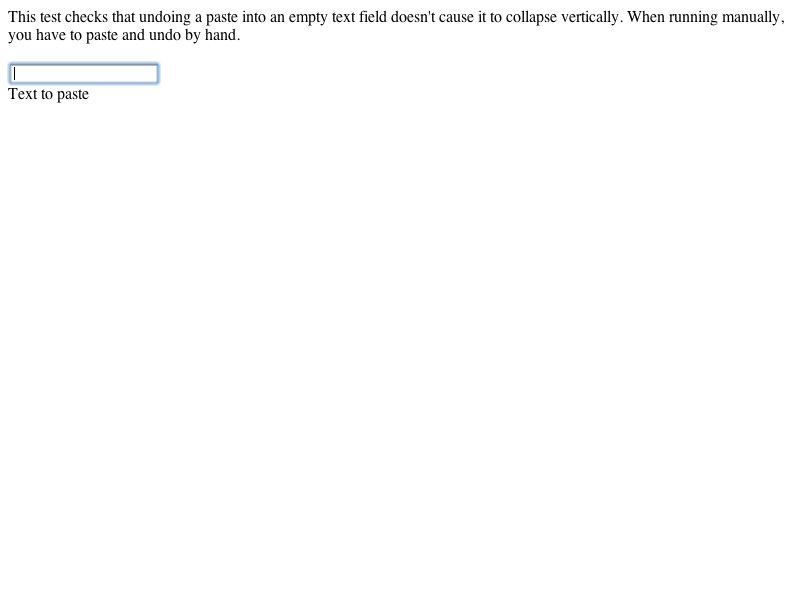 This test checks that undoing a paste into an empty text field doesn't cause it to collapse vertically. When running manually,
you have to paste and undo by hand.
Text to paste